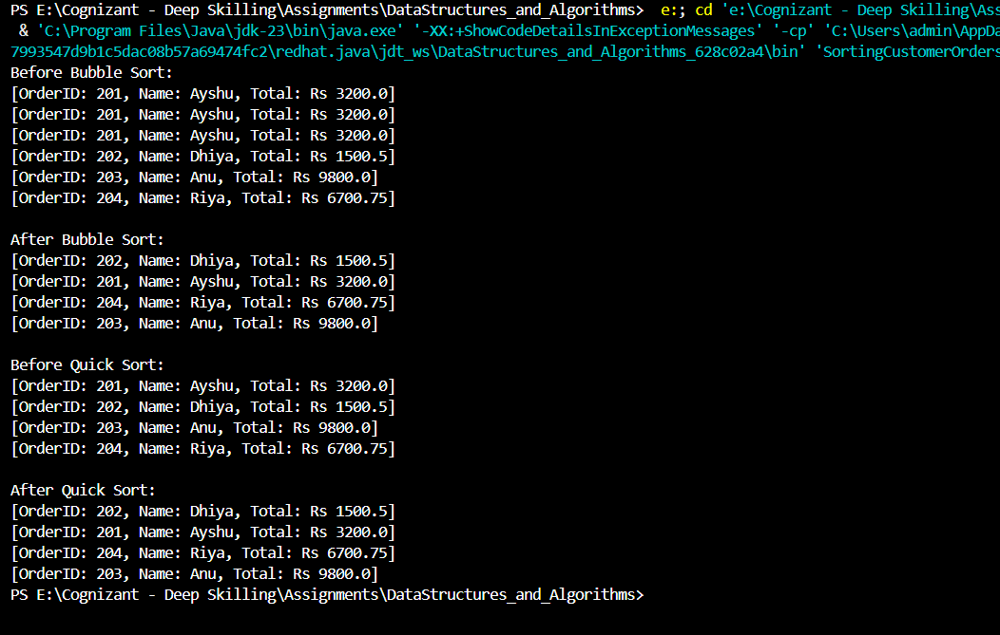 PS E:\Cognizant - Deep Skilling\Assignments\DataStructures_and_Algorithms>  e:; cd 'e:\Cognizant - Deep Skilling\Ass
 & 'C:\Program Files\Java\jdk-23\bin\java.exe' '-XX:+ShowCodeDetailsInExceptionMessages' '-cp' 'C:\Users\admin\AppDa
7993547d9b1c5dac08b57a69474fc2\redhat.java\jdt_ws\DataStructures_and_Algorithms_628c02a4\bin' 'SortingCustomerOrders
Before Bubble Sort:
[OrderID: 201, Name: Ayshu, Total: Rs 3200.0]
[OrderID: 201, Name: Ayshu, Total: Rs 3200.0]
[OrderID: 201, Name: Ayshu, Total: Rs 3200.0]
[OrderID: 202, Name: Dhiya, Total: Rs 1500.5]
[OrderID: 203, Name: Anu, Total: Rs 9800.0]
[OrderID: 204, Name: Riya, Total: Rs 6700.75]

After Bubble Sort:
[OrderID: 202, Name: Dhiya, Total: Rs 1500.5]
[OrderID: 201, Name: Ayshu, Total: Rs 3200.0]
[OrderID: 204, Name: Riya, Total: Rs 6700.75]
[OrderID: 203, Name: Anu, Total: Rs 9800.0]

Before Quick Sort:
[OrderID: 201, Name: Ayshu, Total: Rs 3200.0]
[OrderID: 202, Name: Dhiya, Total: Rs 1500.5]
[OrderID: 203, Name: Anu, Total: Rs 9800.0]
[OrderID: 204, Name: Riya, Total: Rs 6700.75]

After Quick Sort:
[OrderID: 202, Name: Dhiya, Total: Rs 1500.5]
[OrderID: 201, Name: Ayshu, Total: Rs 3200.0]
[OrderID: 204, Name: Riya, Total: Rs 6700.75]
[OrderID: 203, Name: Anu, Total: Rs 9800.0]
PS E:\Cognizant - Deep Skilling\Assignments\DataStructures_and_Algorithms>